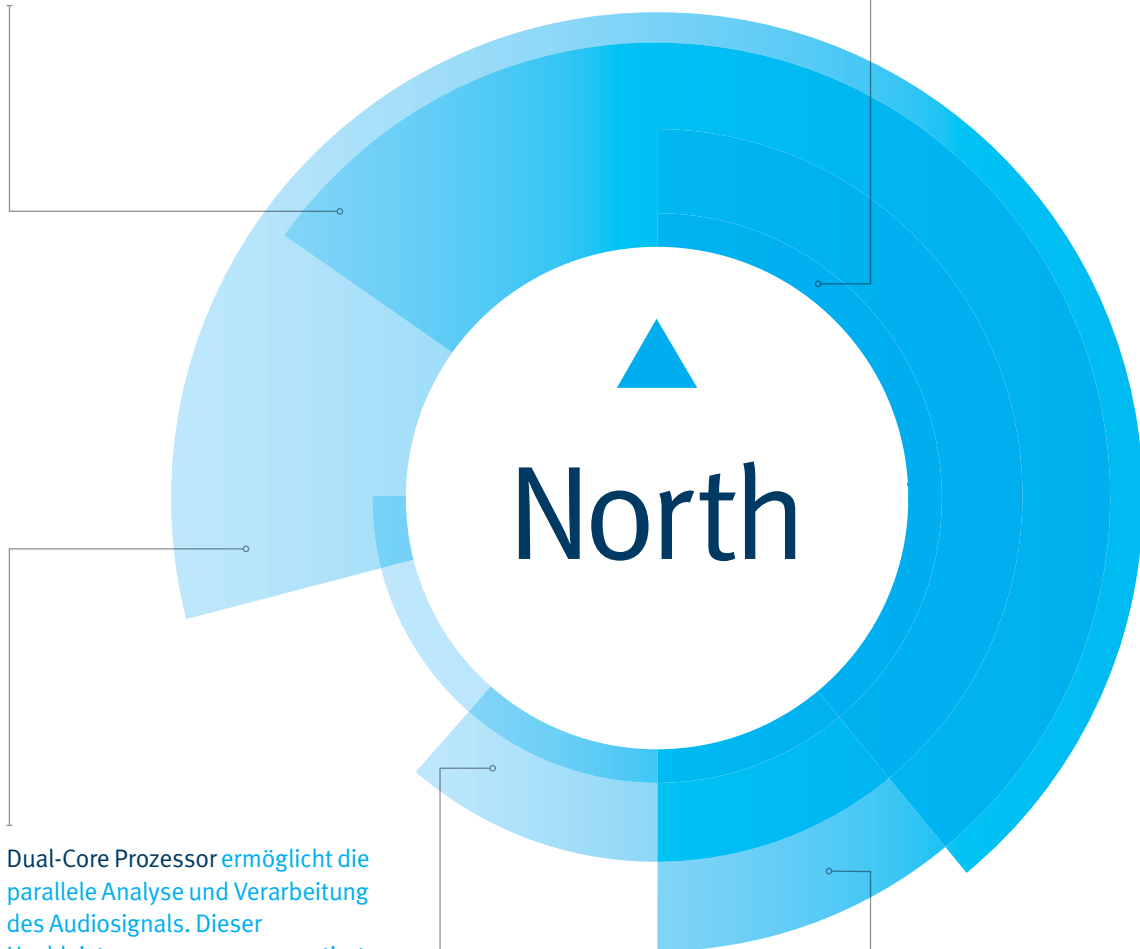 North
Dual-Core Prozessor ermöglicht die
parallele Analyse und Verarbeitung
des Audiosignals. Dieser